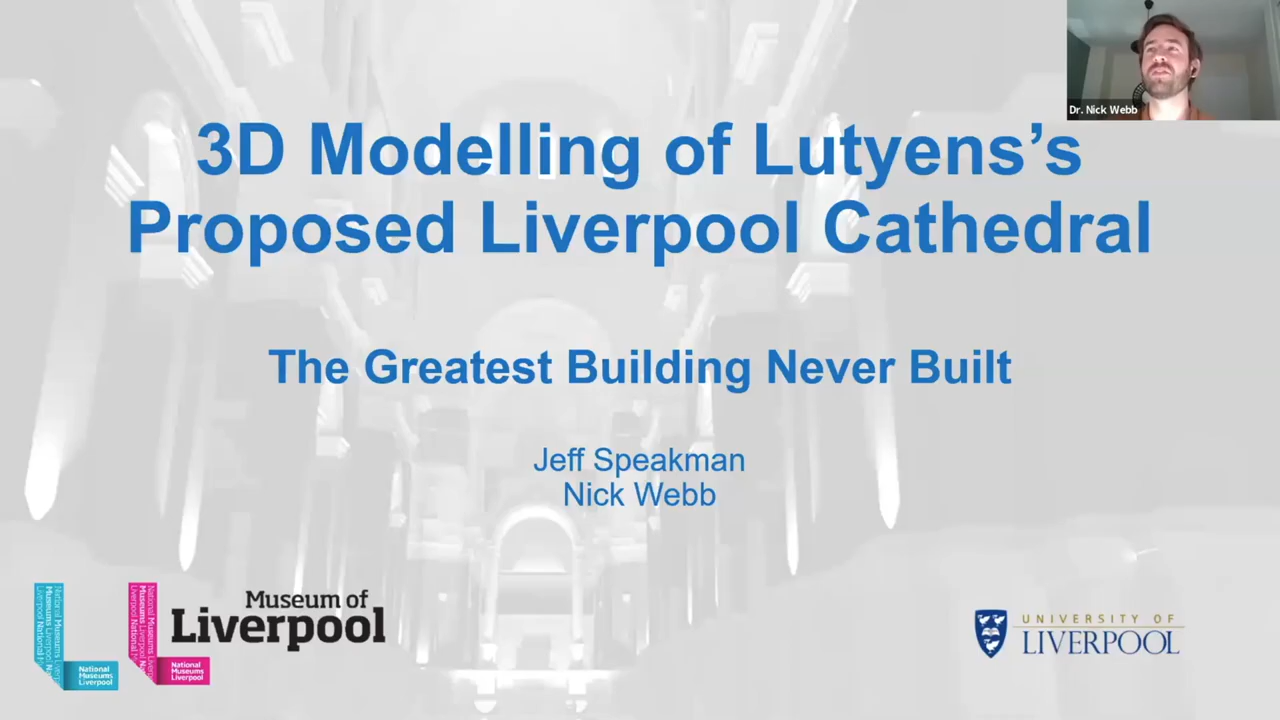 Dr. Nick Webb
3D Modelling of Lutyens’s
Proposed Liverpool Cathedral
The Greatest Building Never Built
Jeff Speakman
Nick Webb
Museum of
Liverpool
National
Museums
Liverpool
National
Museums
Liverpool
UNIVERSITY OF
LIVERPOOL